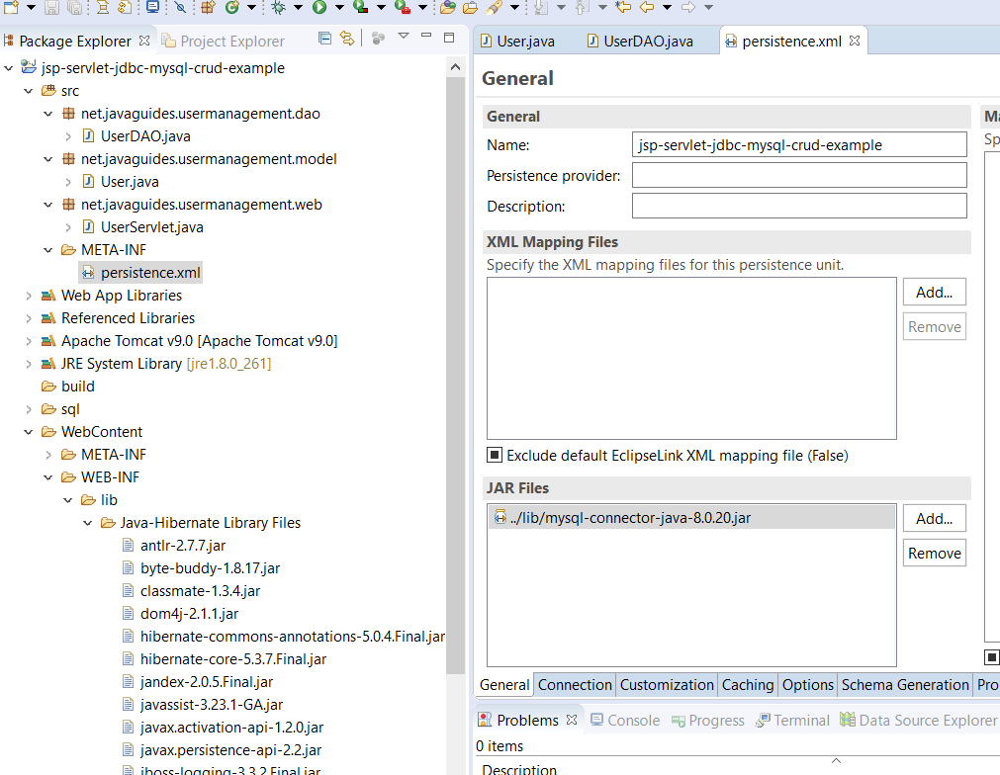 Package Explorer
Project Explorer
jsp-servlet-jdbc-mysql-crud-example
src
net.javaguides.usermanagement.dao
UserDAO.java
net.javaguides.usermanagement.model
User.java
net.javaguides.usermanagement.web
UserServlet.java
META-INF
persistence.xml
Web App Libraries
Referenced Libraries
Apache Tomcat v9.0 [Apache Tomcat v9.0]
JRE System Library [jre1.8.0_261]
build
sql
WebContent
META-INF
WEB-INF
lib
Java-Hibernate Library Files
antlr-2.7.7.jar
byte-buddy-1.8.17.jar
classmate-1.3.4.jar
dom4j-2.1.1.jar
hibernate-commons-annotations-5.0.4.Final.jar
hibernate-core-5.3.7.Final.jar
jandex-2.0.5.Final.jar
javassist-3.23.1-GA.jar
javax.activation-api-1.2.0.jar
javax.persistence-api-2.2.jar
jboss-logging-3.3.2.Final.jar
User.java
UserDAO.java
persistence.xml
General
General
Name:
jsp-servlet-jdbc-mysql-crud-example
Persistence provider:
Description:
XML Mapping Files
Specify the XML mapping files for this persistence unit.
Add...
Remove
Exclude default EclipseLink XML mapping file (False)
JAR Files
../lib/mysql-connector-java-8.0.20.jar
Add...
Remove
Ma
Sp
General Connection Customization Caching Options Schema Generation Pro
Problems Console Progress Terminal Data Source Explorer
0 items
Description